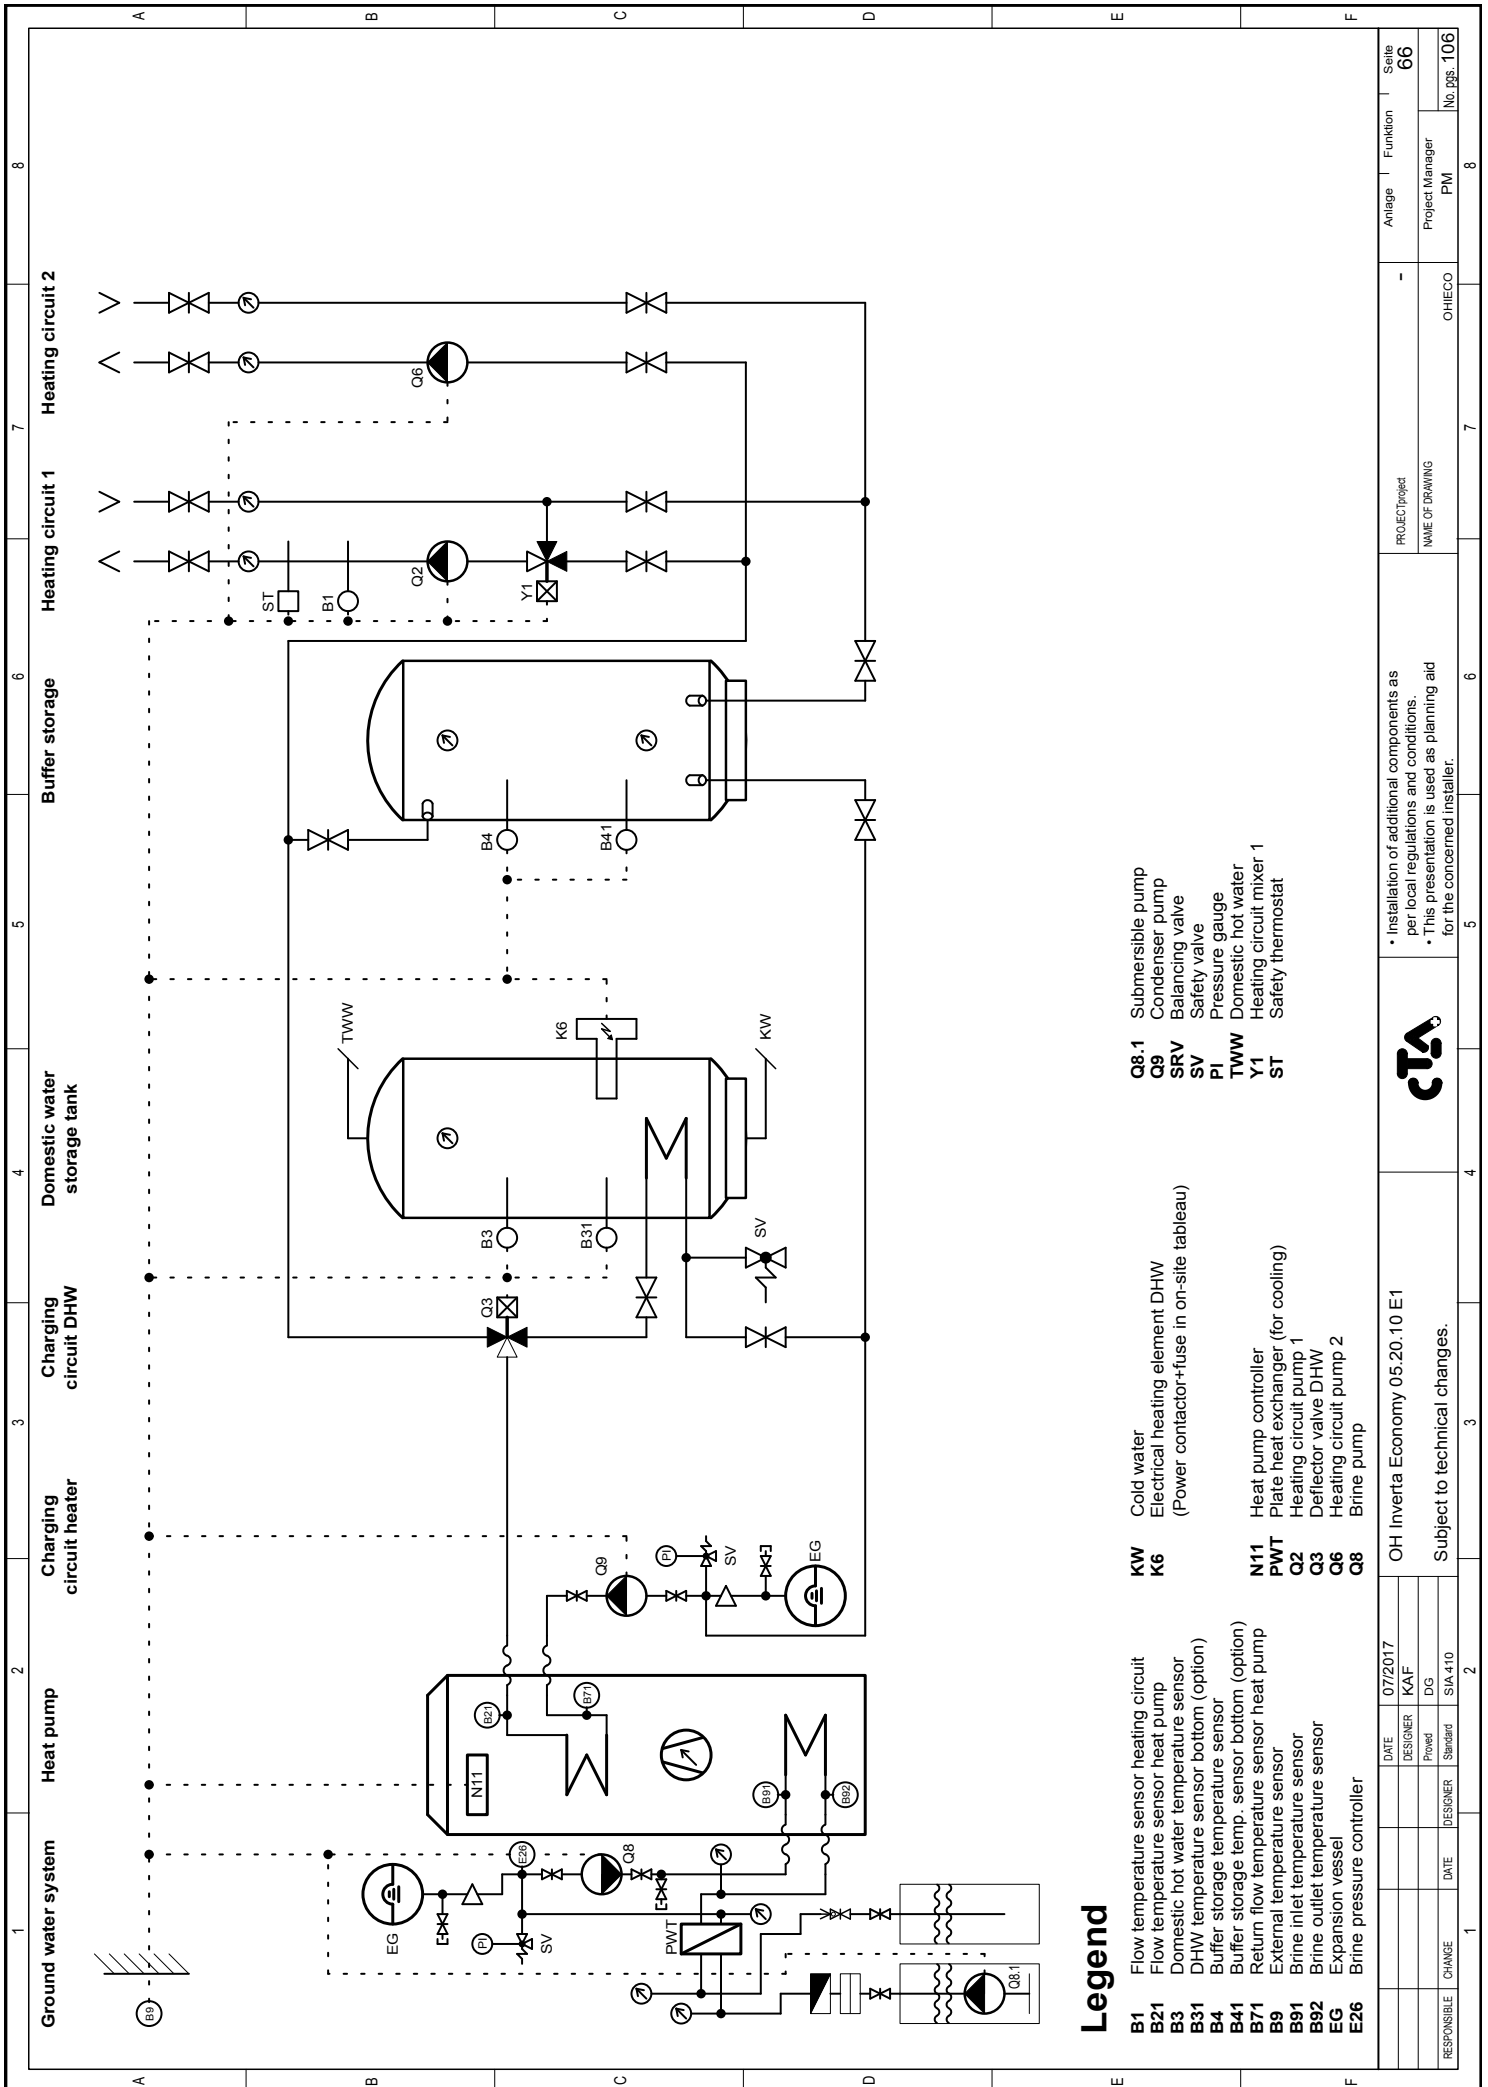 1
2
3
4
5
6
7
8
A
B
C
D
E
F
Ground water system
Heat pump
Charging
circuit heater
Charging
circuit DHW
Domestic water
storage tank
Buffer storage
Heating circuit 1
Heating circuit 2
B9
EG
PI
SV
E26
Q8
PWT
Q8.1
N11
B21
B71
B91
B92
Q9
PI
SV
EG
Q3
B3
B31
SV
TWW
K6
KW
B4
B41
ST
B1
Q2
Y1
Q6
Legend
B1 Flow temperature sensor heating circuit
B21 Flow temperature sensor heat pump
B3 Domestic hot water temperature sensor
B31 DHW temperature sensor bottom (option)
B4 Buffer storage temperature sensor
B41 Buffer storage temp. sensor bottom (option)
B71 Return flow temperature sensor heat pump
B9 External temperature sensor
B91 Brine inlet temperature sensor
B92 Brine outlet temperature sensor
EG Expansion vessel
E26 Brine pressure controller
KW Cold water
K6 Electrical heating element DHW
(Power contactor+fuse in on-site tableau)
N11 Heat pump controller
PWT Plate heat exchanger (for cooling)
Q2 Heating circuit pump 1
Q3 Deflector valve DHW
Q6 Heating circuit pump 2
Q8 Brine pump
Q8.1 Submersible pump
Q9 Condenser pump
SRV Balancing valve
SV Safety valve
PI Pressure gauge
TWW Domestic hot water
Y1 Heating circuit mixer 1
ST Safety thermostat
RESPONSIBLE CHANGE DATE DESIGNER
DATE 07/2017
DESIGNER KAF
Proved DG
Standard SIA 410
OH Inverta Economy 05.20.10 E1
Subject to technical changes.
CTA
• Installation of additional components as
per local regulations and conditions.
• This presentation is used as planning aid
for the concerned installer.
PROJECTproject -
NAME OF DRAWING OHIECO
Anlage Funktion Seite
66
Project Manager
PM
No. pgs. 106
1
2
3
4
5
6
7
8
A
B
C
D
E
F